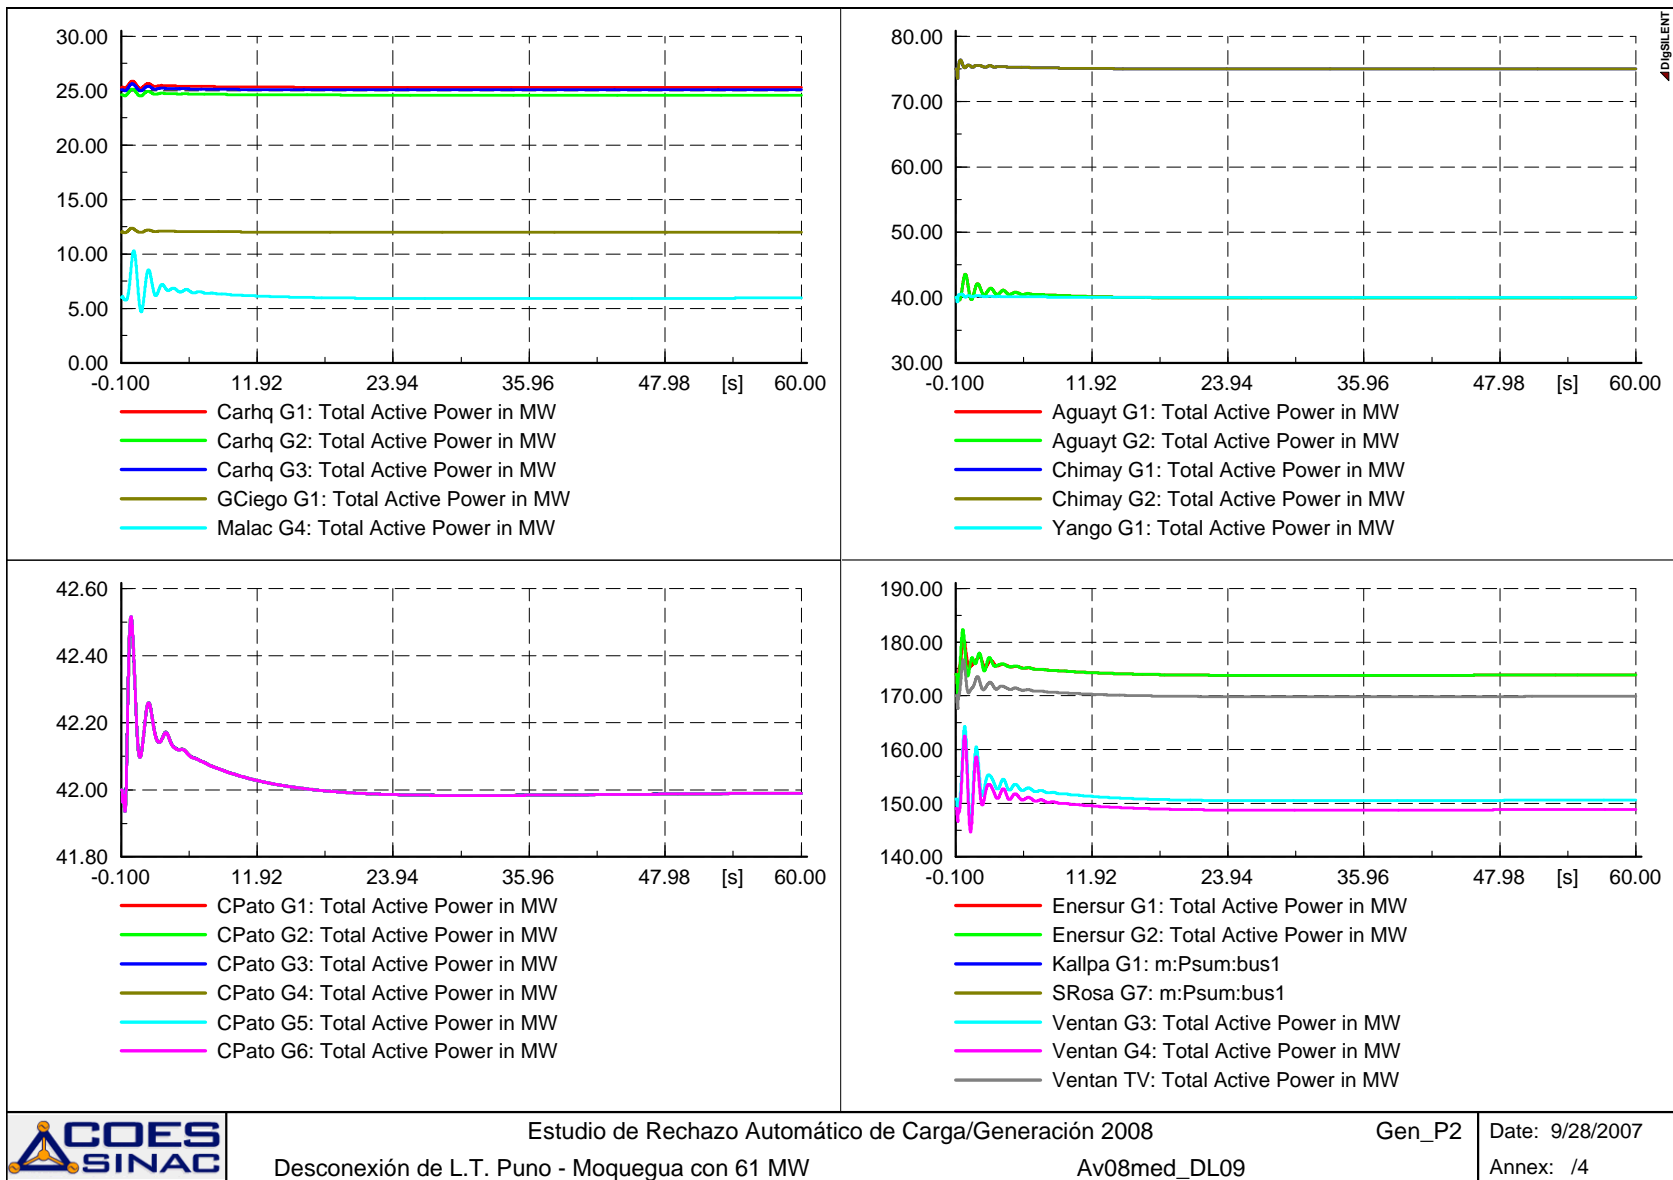 30.00
25.00
20.00
15.00
10.00
5.00
0.00
-0.100 11.92 23.94 35.96 47.98 [s] 60.00
Carhq G1: Total Active Power in MW
Carhq G2: Total Active Power in MW
Carhq G3: Total Active Power in MW
GCiego G1: Total Active Power in MW
Malac G4: Total Active Power in MW
DIgSILENT
80.00
70.00
60.00
50.00
40.00
30.00
-0.100 11.92 23.94 35.96 47.98 [s] 60.00
Aguayt G1: Total Active Power in MW
Aguayt G2: Total Active Power in MW
Chimay G1: Total Active Power in MW
Chimay G2: Total Active Power in MW
Yango G1: Total Active Power in MW
42.60
42.40
42.20
42.00
41.80
-0.100 11.92 23.94 35.96 47.98 [s] 60.00
CPato G1: Total Active Power in MW
CPato G2: Total Active Power in MW
CPato G3: Total Active Power in MW
CPato G4: Total Active Power in MW
CPato G5: Total Active Power in MW
CPato G6: Total Active Power in MW
190.00
180.00
170.00
160.00
150.00
140.00
-0.100 11.92 23.94 35.96 47.98 [s] 60.00
Enersur G1: Total Active Power in MW
Enersur G2: Total Active Power in MW
Kallpa G1: m:Psum:bus1
SRosa G7: m:Psum:bus1
Ventan G3: Total Active Power in MW
Ventan G4: Total Active Power in MW
Ventan TV: Total Active Power in MW
COES
SINAC
Estudio de Rechazo Automático de Carga/Generación 2008 Gen_P2
Desconexión de L.T. Puno - Moquegua con 61 MW Av08med_DL09
Date: 9/28/2007
Annex: /4